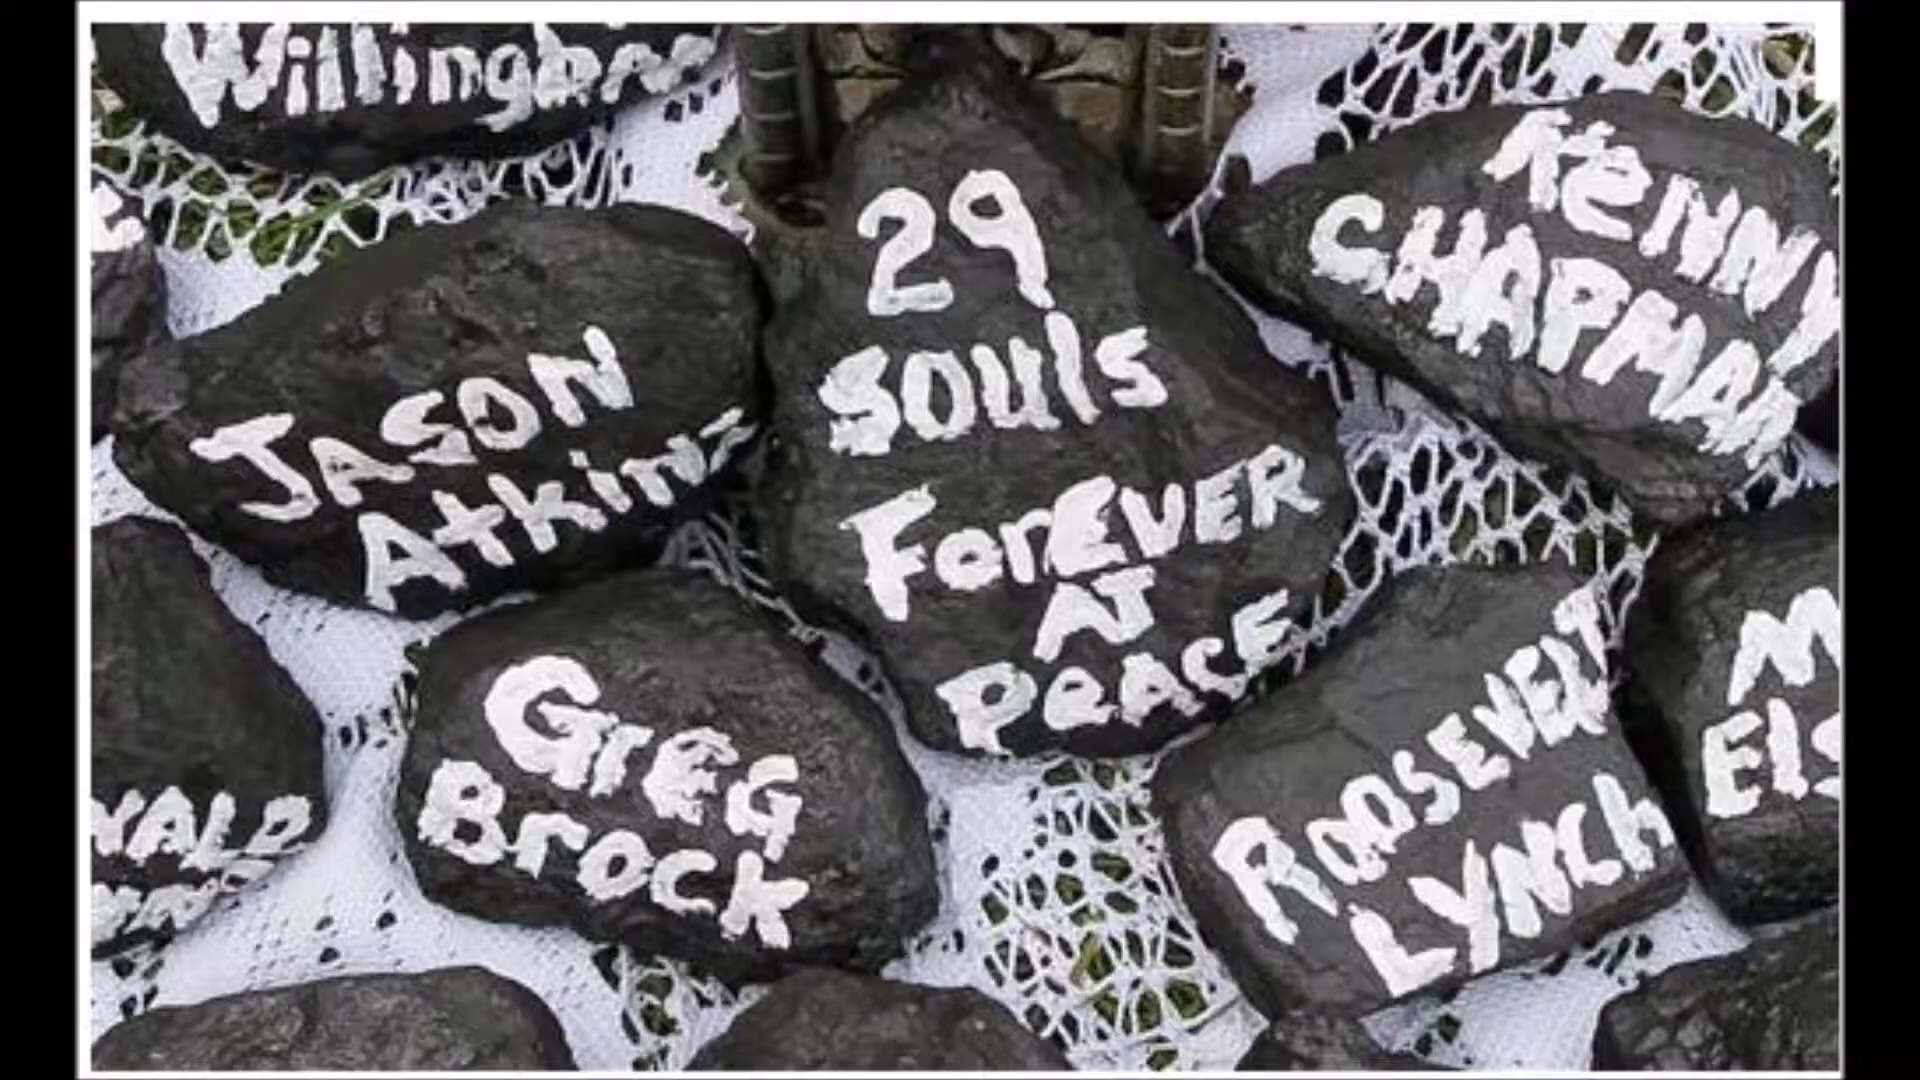 29
Souls
ForEVER
AT
PeACE
JASON
Atkins
KeNNY
CHAPMAN
GreG
Brock
ROOSEVELT
LYNCh